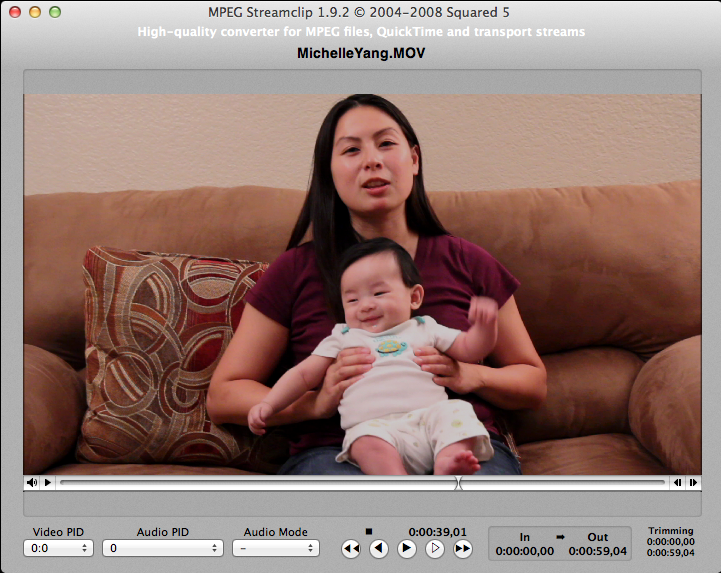 MPEG Streamclip 1.9.2 © 2004-2008 Squared 5
High-quality converter for MPEG files, QuickTime and transport streams
MichelleYang.MOV
Video PID
0:0
Audio PID
0
Audio Mode
–
0:00:39,01
In ➡ Out
0:00:00,00 0:00:59,04
Trimming
0:00:00,00
0:00:59,04